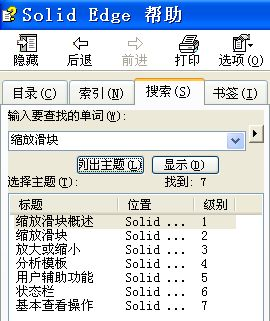 Solid Edge 帮助
隐藏 后退 前进 打印 选项(O)
目录(C) 索引(N) 搜索(S) 书签(I)
输入要查找的单词(W):
缩放滑块
列出主题(L) 显示(D)
选择主题(T): 找到: 7
标题 位置 级别
缩放滑块概述 Solid ... 1
缩放滑块 Solid ... 2
放大或缩小 Solid ... 3
分析模板 Solid ... 4
用户辅助功能 Solid ... 5
状态栏 Solid ... 6
基本查看操作 Solid ... 7